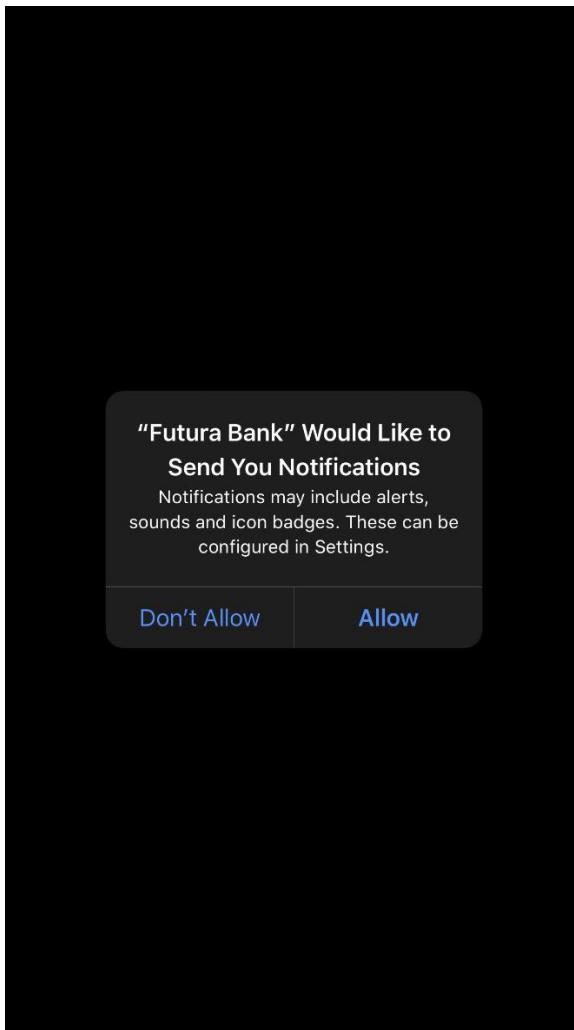 “Futura Bank” Would Like to
Send You Notifications
Notifications may include alerts,
sounds and icon badges. These can be
configured in Settings.
Don’t Allow
Allow